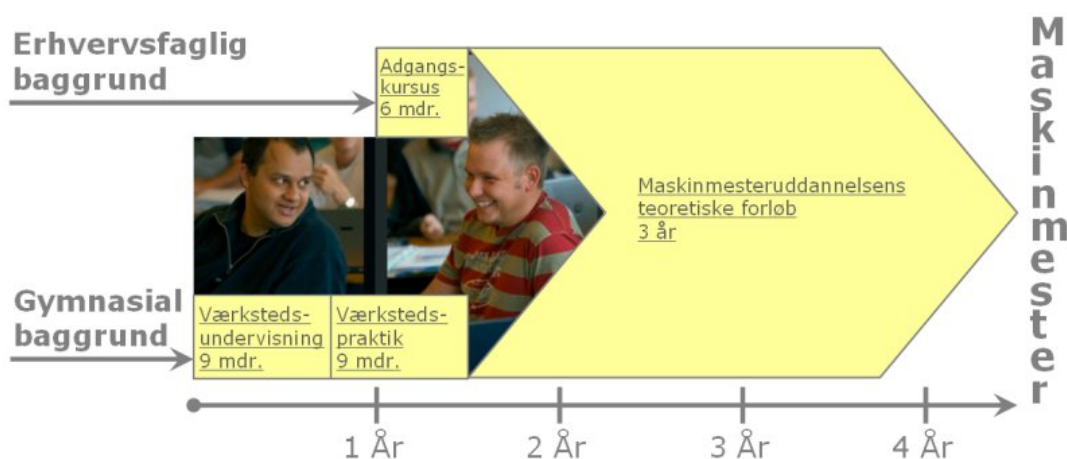 Erhvervsfaglig
baggrund
Adgangs-
kursus
6 mdr.
Maskinmesteruddannelsens
teoretiske forløb
3 år
Gymnasial
baggrund
Værksteds-
undervisning
9 mdr.
Værksteds-
praktik
9 mdr.
1 År
2 År
3 År
4 År
Maskinmester